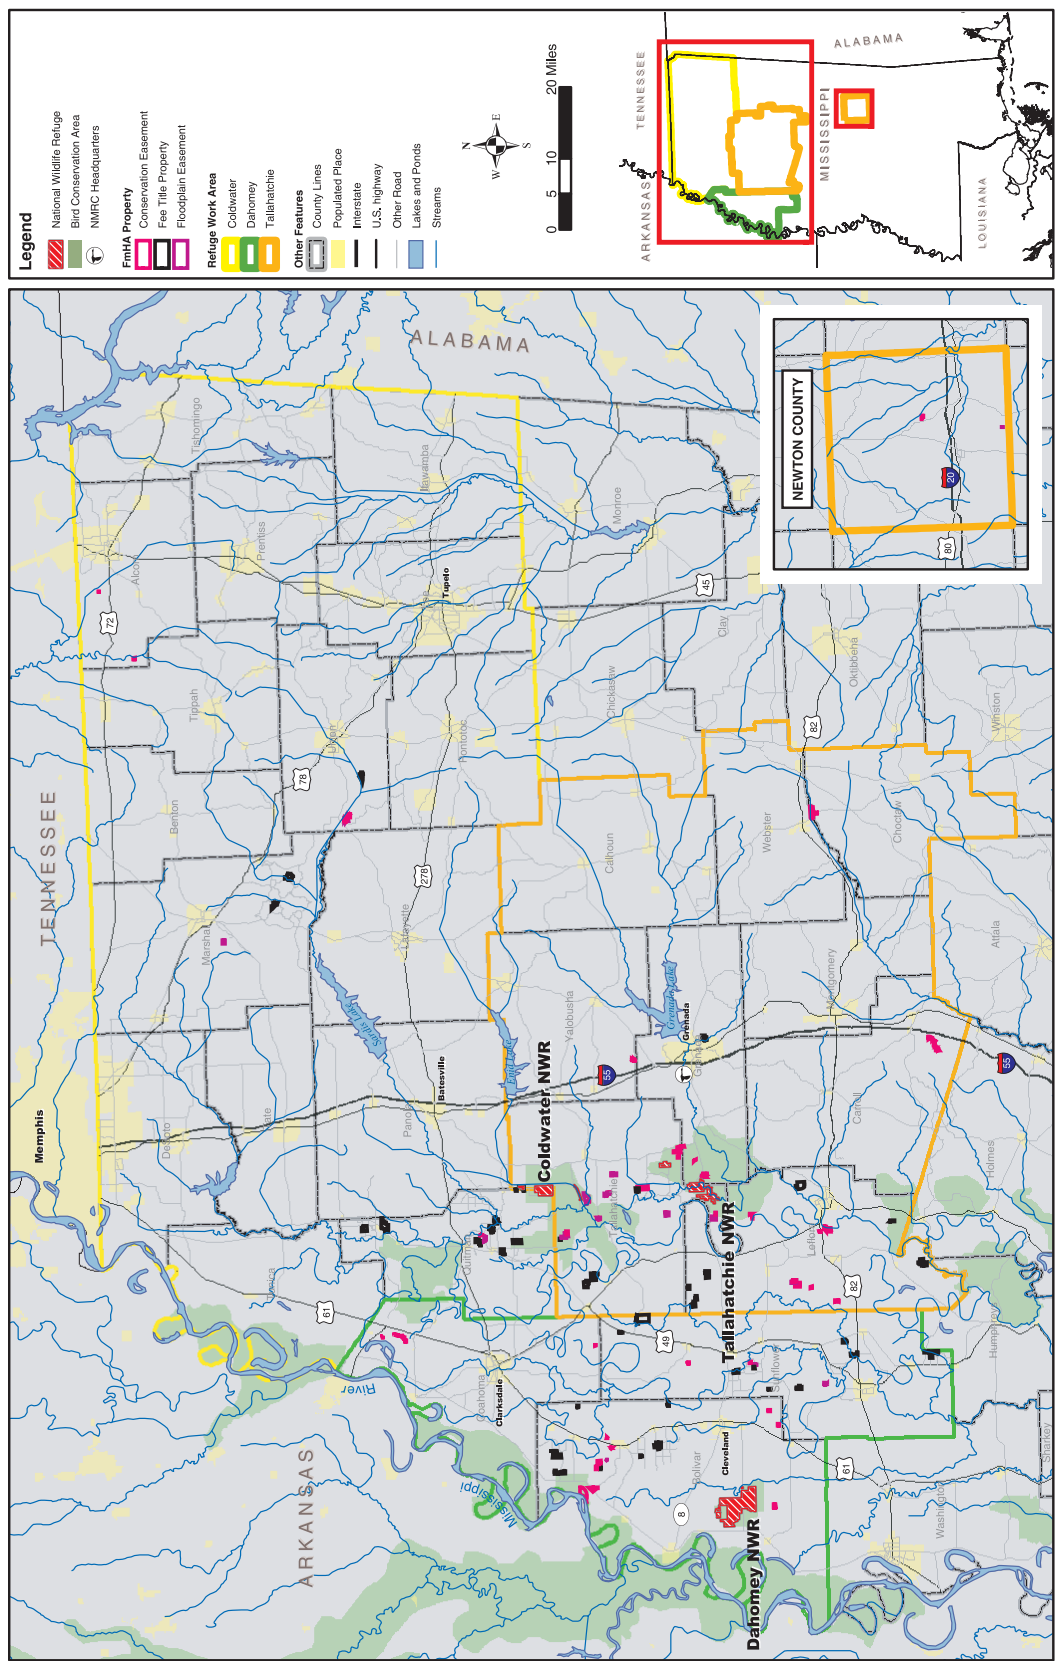 Legend
National Wildlife Refuge
Bird Conservation Area
NMRC Headquarters
FmHA Property
Conservation Easement
Fee Title Property
Floodplain Easement
Refuge Work Area
Coldwater
Dahomey
Tallahatchie
Other Features
County Lines
Populated Place
Interstate
U.S. highway
Other Road
Lakes and Ponds
Streams
N
W E
S
0 5 10 20 Miles
ARKANSAS
TENNESSEE
MISSISSIPPI
ALABAMA
LOUISIANA
TENNESSEE
ALABAMA
ARKANSAS
Memphis
Desoto
Marshall
Benton
Tippah
Alcorn
Tishomingo
Prentiss
72
78
Tunica
61
Sardis Lake
Union
Itawamba
Tupelo
Pontotoc
278
Lafayette
Panola
Batesville
Quitman
Coahoma
Clarksdale
Mississippi
River
Enid Lake
Coldwater NWR
Yalobusha
Calhoun
Chickasaw
Monroe
45
55
Tallahatchie
Grenada Lake
Grenada
Tallahatchie NWR
49
Bolivar
Cleveland
8
Dahomey NWR
Sunflower
Leflore
Carroll
Montgomery
Webster
Clay
82
Oktibbeha
Choctaw
Winston
Attala
55
Holmes
Humphreys
82
61
Washington
Sharkey
NEWTON COUNTY
20
80